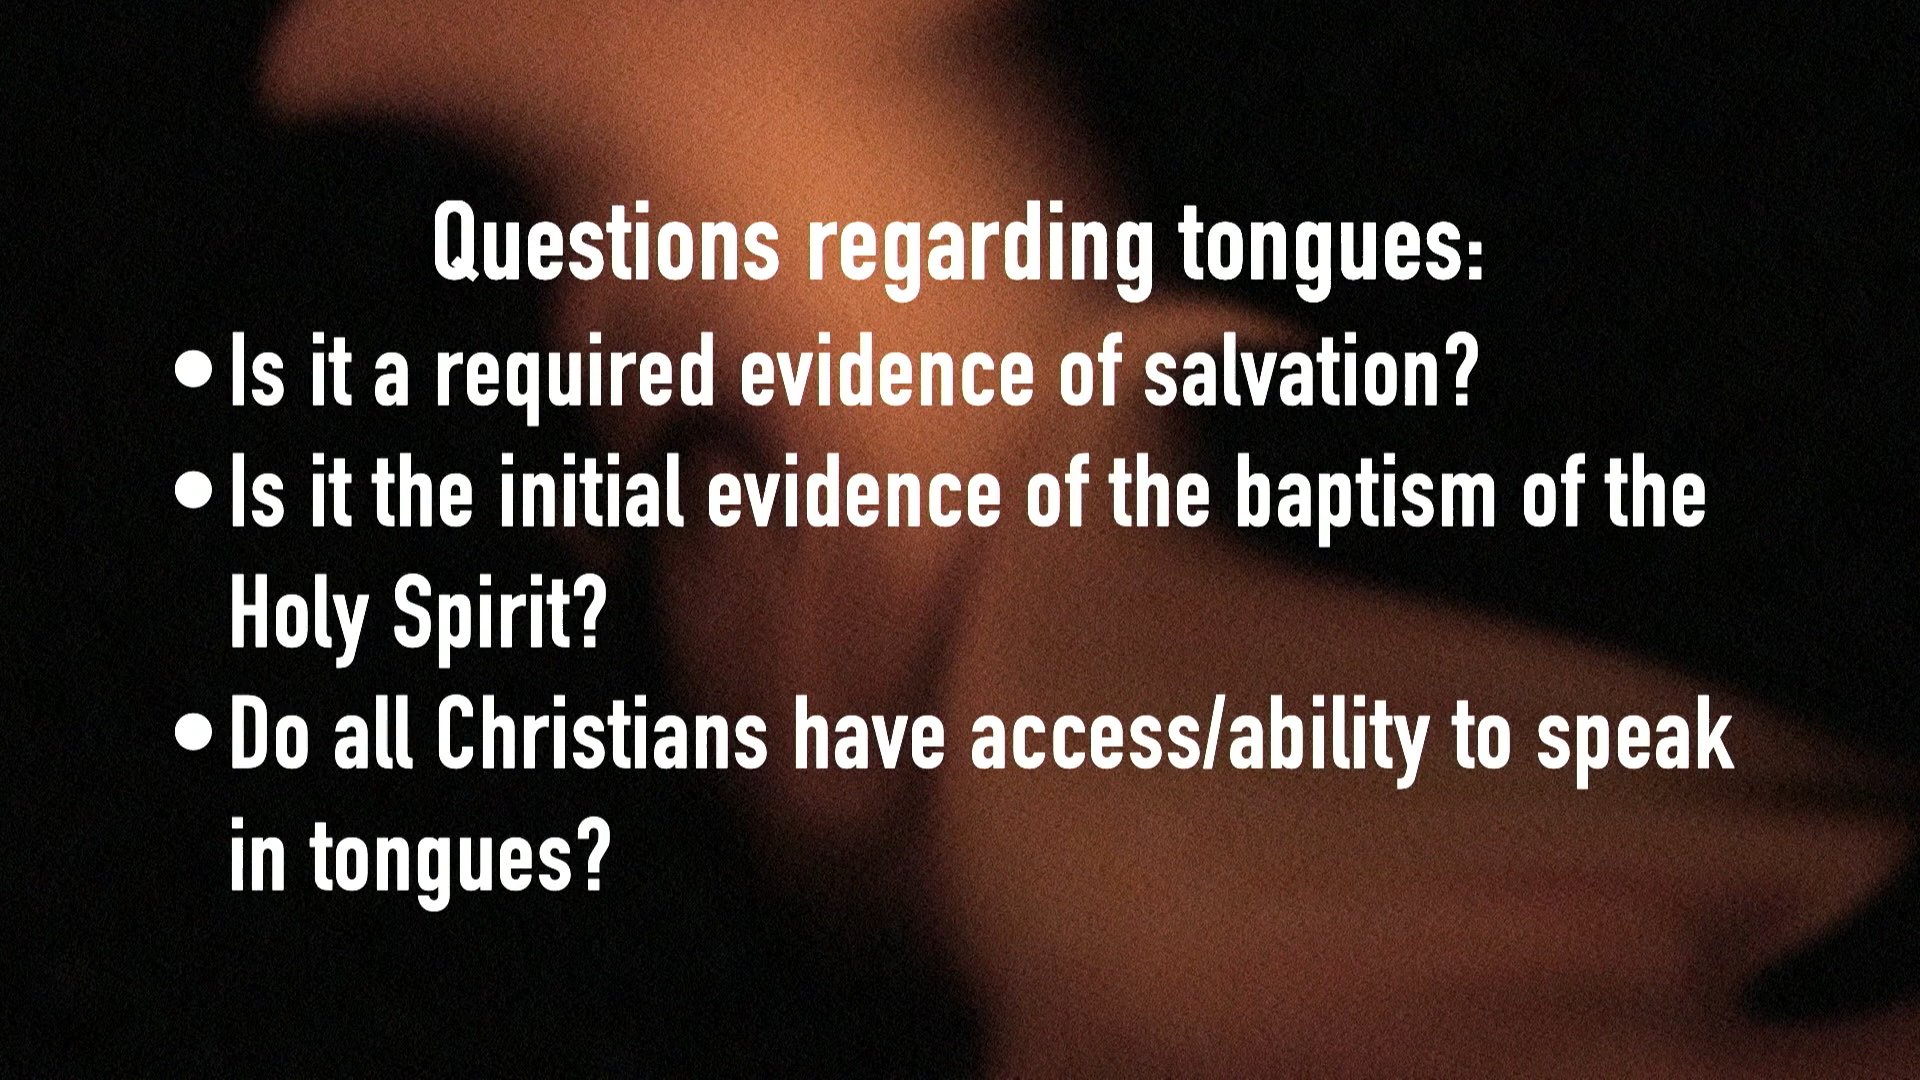 Questions regarding tongues:
• Is it a required evidence of salvation?
• Is it the initial evidence of the baptism of the
Holy Spirit?
• Do all Christians have access/ability to speak
in tongues?